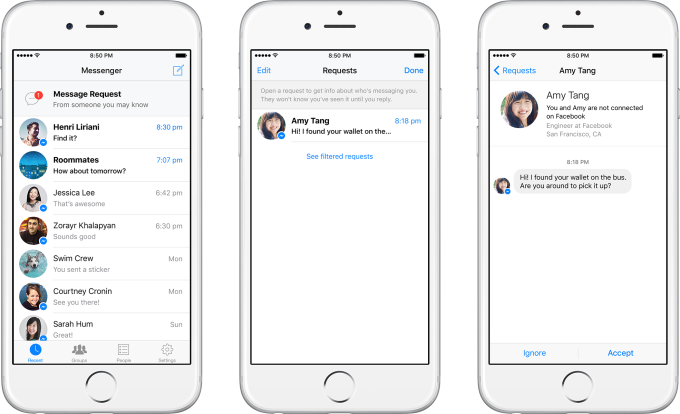 8:50 PM
Messenger
1
Message Request
From someone you may know
Henri Liriani 8:30 pm
Find it?
Roommates 7:07 pm
How about tomorrow?
Jessica Lee 6:42 pm
That's awesome
Zorayr Khalapyan 6:30 pm
Sounds good
Swim Crew Mon
You sent a sticker
Courtney Cronin Mon
See you there!
Sarah Hum Sun
Great!
Recent Groups People Settings
8:50 PM
Edit Requests Done
Open a request to get info about who's messaging you.
They won't know you've seen it until you reply.
Amy Tang 8:18 pm
Hi! I found your wallet on the...
See filtered requests
8:50 PM
Requests Amy Tang
Amy Tang
You and Amy are not connected
on Facebook
Engineer at Facebook
San Francisco, CA
8:18 PM
Hi! I found your wallet on the bus.
Are you around to pick it up?
Ignore Accept